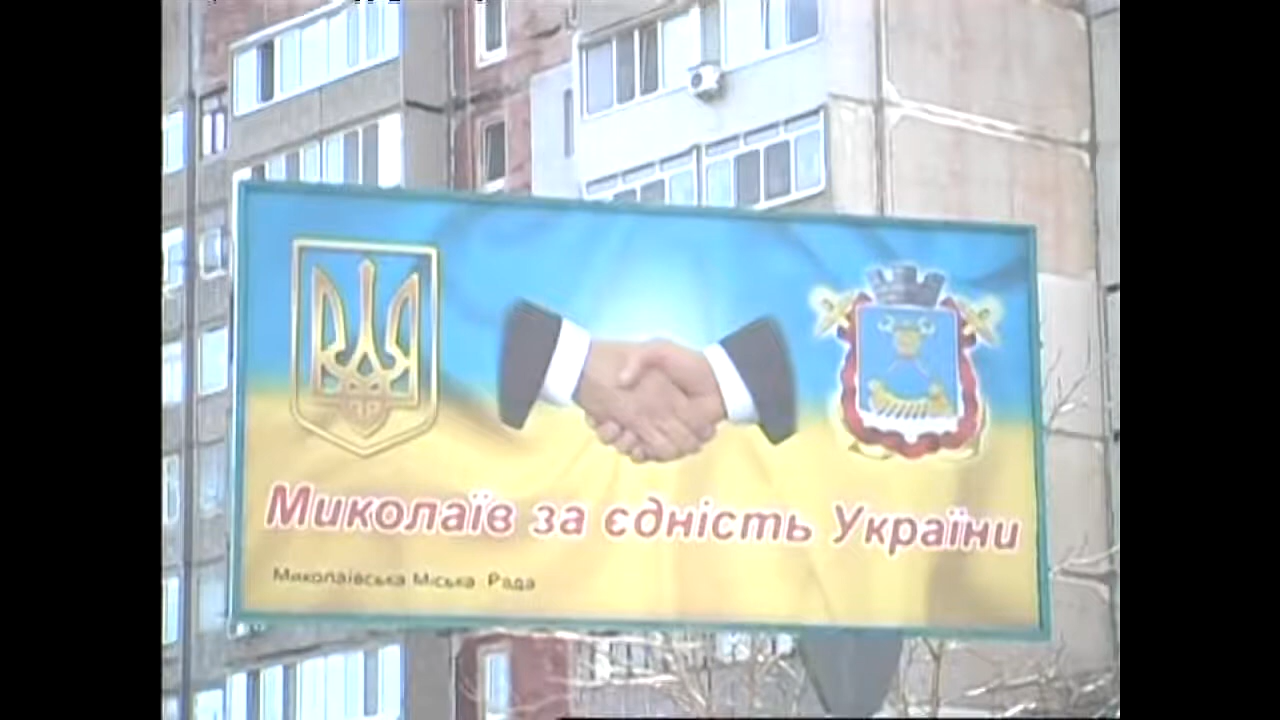 Миколаїв за єдність України
Миколаївська Міська Рада